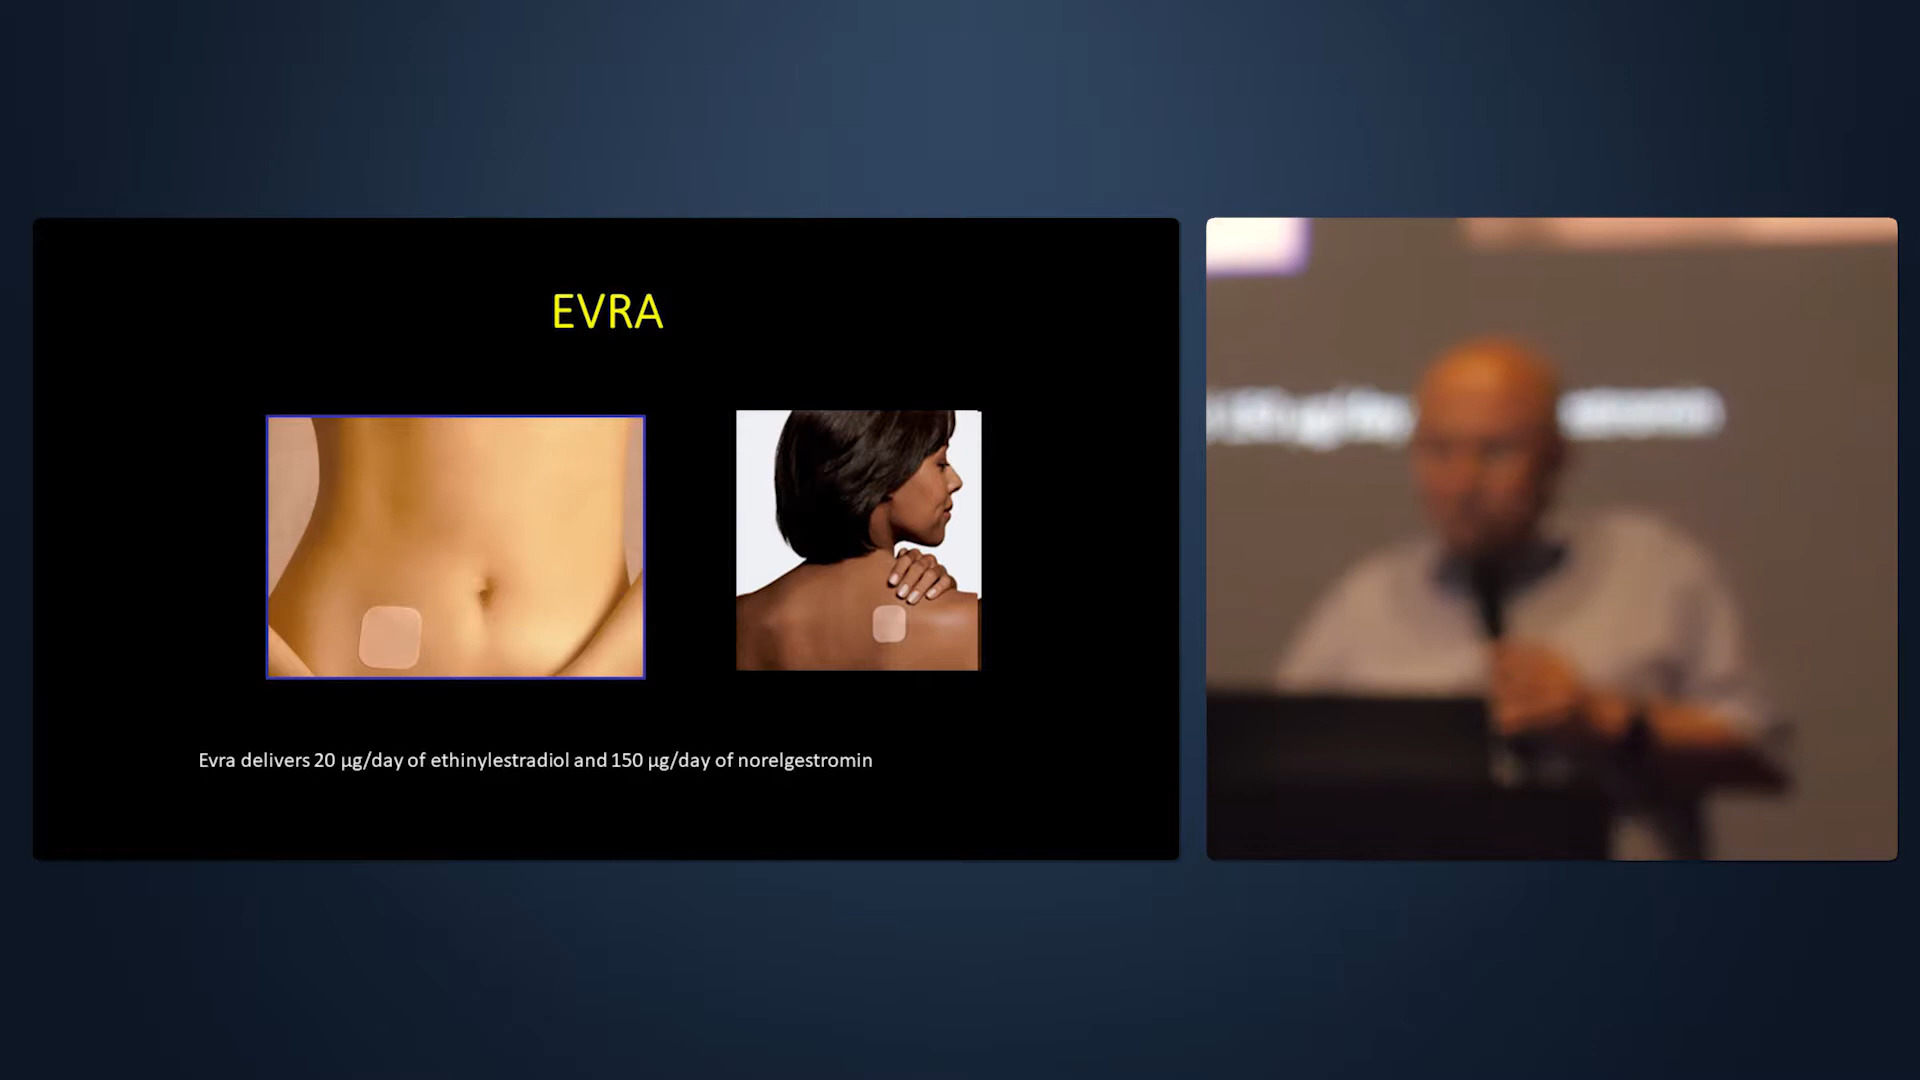 EVRA
Evra delivers 20 µg/day of ethinylestradiol and 150 µg/day of norelgestromin